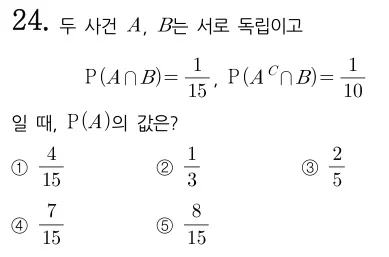 24. 두 사건 A, B는 서로 독립이고
P(A∩B)=1/15, P(A^C∩B)=1/10
일 때, P(A)의 값은?
① 4/15 ② 1/3 ③ 2/5
④ 7/15 ⑤ 8/15